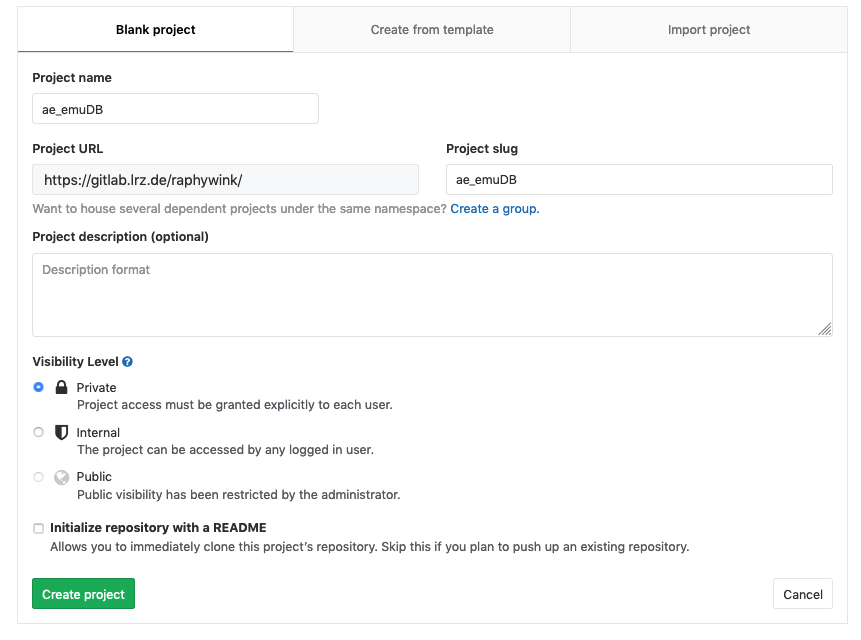 Blank project
Create from template
Import project
Project name
ae_emuDB
Project URL
Project slug
https://gitlab.lrz.de/raphywink/
ae_emuDB
Want to house several dependent projects under the same namespace? Create a group.
Project description (optional)
Description format
Visibility Level ?
Private
Project access must be granted explicitly to each user.
Internal
The project can be accessed by any logged in user.
Public
Public visibility has been restricted by the administrator.
Initialize repository with a README
Allows you to immediately clone this project’s repository. Skip this if you plan to push up an existing repository.
Create project
Cancel